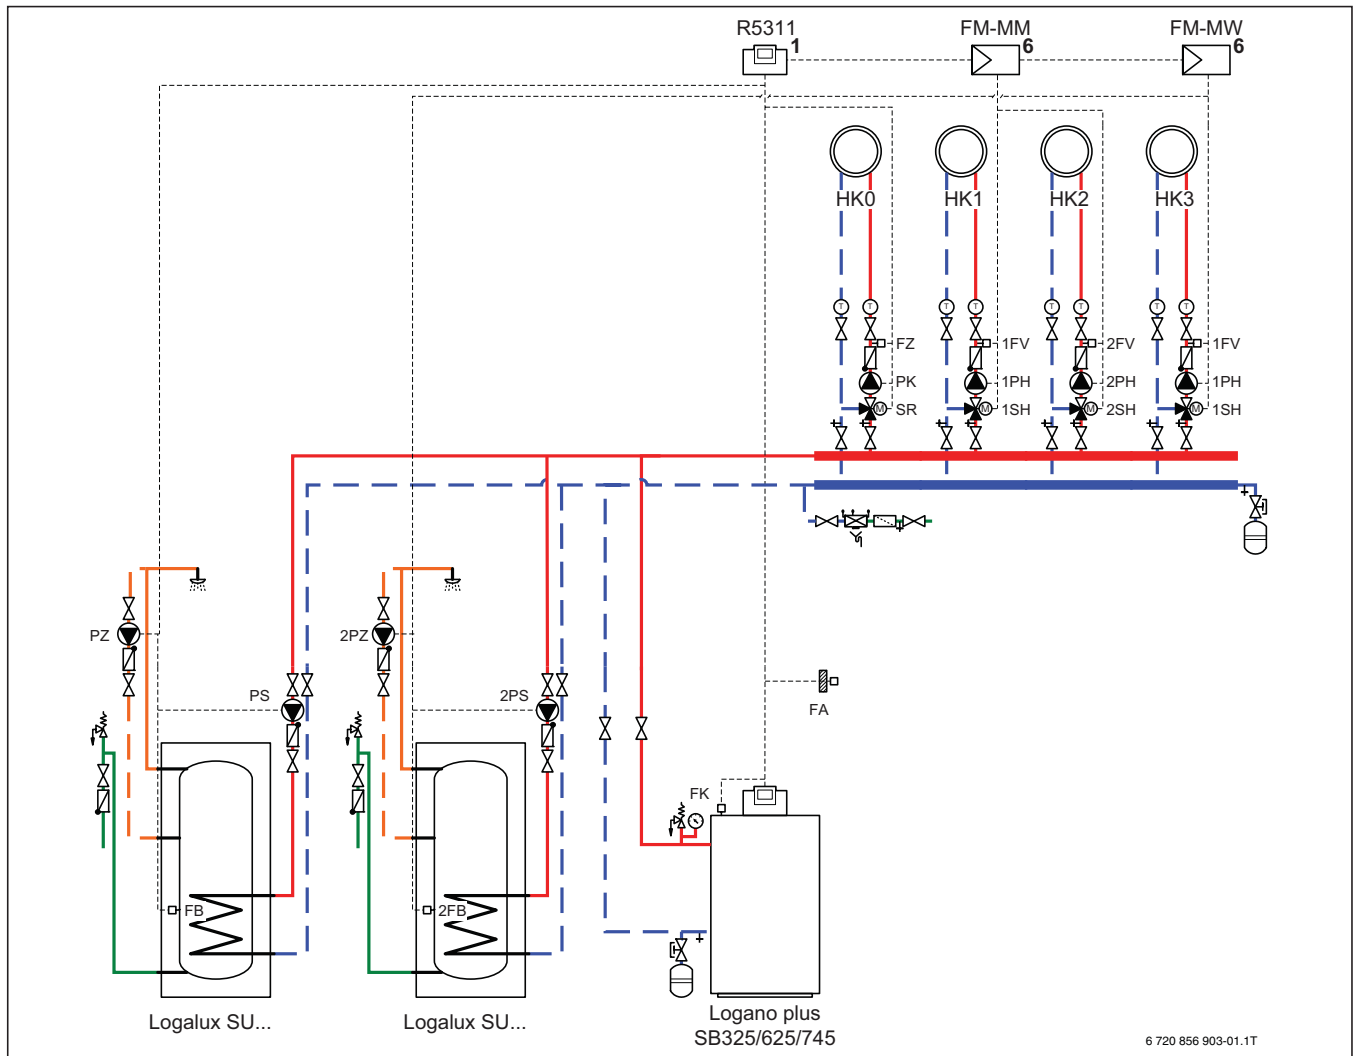 R5311 FM-MM FM-MW
1 6 6
HK0 HK1 HK2 HK3
T T T T T T T T
FZ 1FV 2FV 1FV
PK 1PH 2PH 1PH
M SR M 1SH M 2SH M 1SH
PZ 2PZ
PS 2PS
FA
FK
FB 2FB
Logalux SU...
Logalux SU...
Logano plus
SB325/625/745
6 720 856 903-01.1T